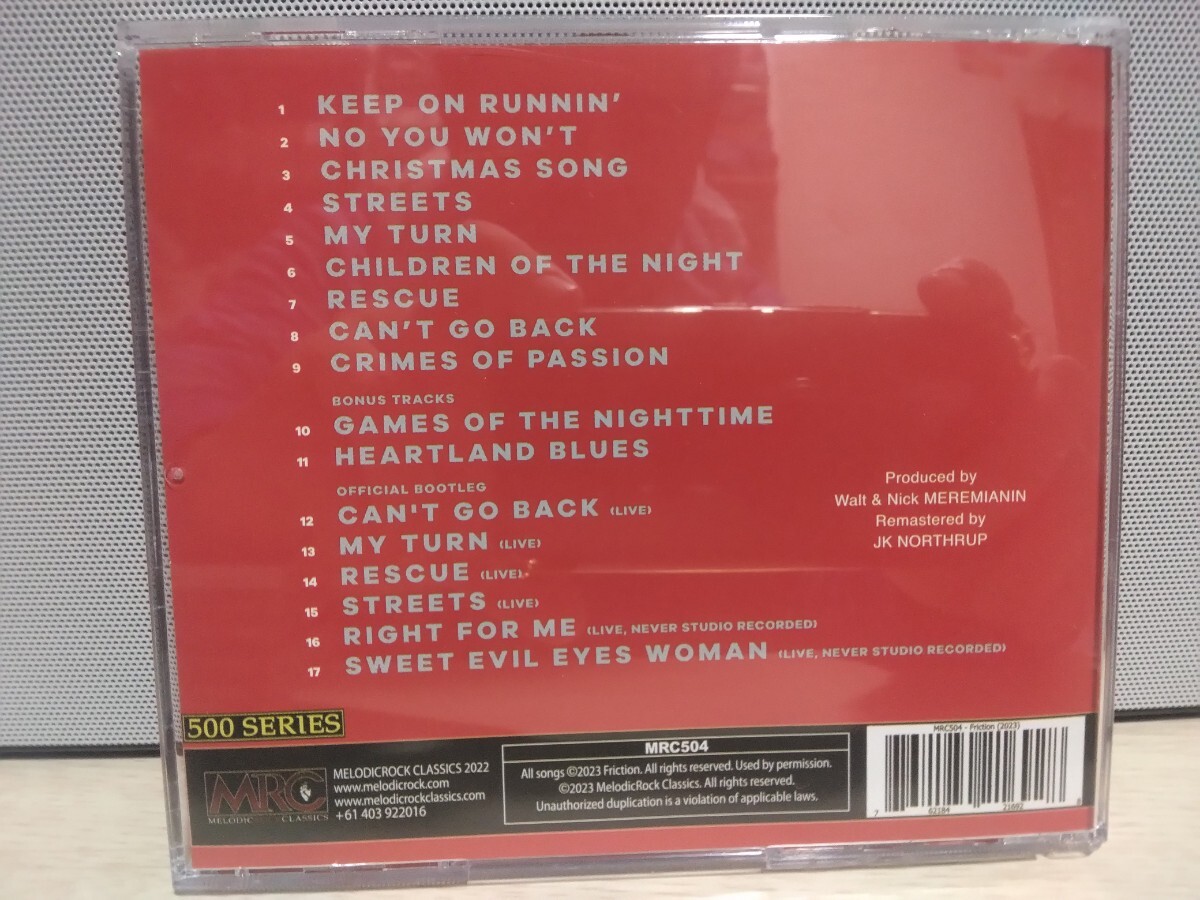 1 KEEP ON RUNNIN'
2 NO YOU WON'T
3 CHRISTMAS SONG
4 STREETS
5 MY TURN
6 CHILDREN OF THE NIGHT
7 RESCUE
8 CAN'T GO BACK
9 CRIMES OF PASSION
BONUS TRACKS
10 GAMES OF THE NIGHTTIME
11 HEARTLAND BLUES
OFFICIAL BOOTLEG
12 CAN'T GO BACK (LIVE)
13 MY TURN (LIVE)
14 RESCUE (LIVE)
15 STREETS (LIVE)
16 RIGHT FOR ME (LIVE, NEVER STUDIO RECORDED)
17 SWEET EVIL EYES WOMAN (LIVE, NEVER STUDIO RECORDED)
Produced by
Walt & Nick MEREMIANIN
Remastered by
JK NORTHRUP
500 SERIES
MRC
MELODIC CLASSICS
MELODICROCK CLASSICS 2022
www.melodicrock.com
www.melodicrockclassics.com
+61 403 922016
MRC504
All songs ©2023 Friction. All rights reserved. Used by permission.
©2023 MelodicRock Classics. All rights reserved.
Unauthorized duplication is a violation of applicable laws.
MRC504 - Friction (2023)
7 62184 21692